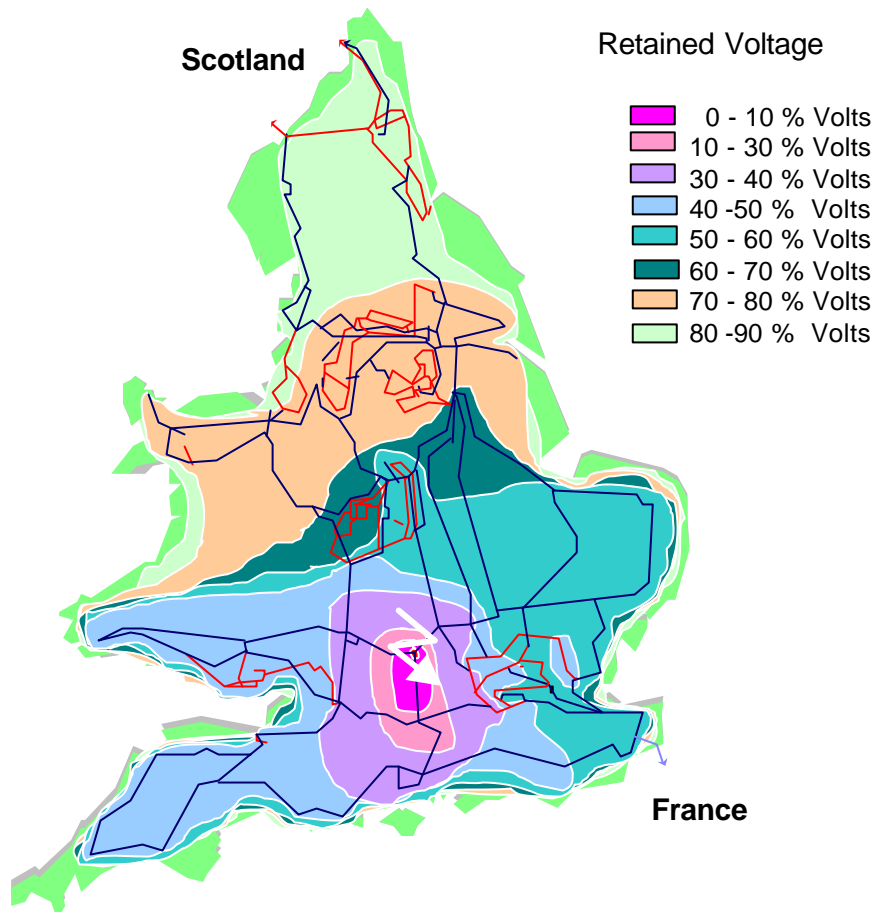 Scotland
Retained Voltage
0 - 10 % Volts
10 - 30 % Volts
30 - 40 % Volts
40 -50 % Volts
50 - 60 % Volts
60 - 70 % Volts
70 - 80 % Volts
80 -90 % Volts
France